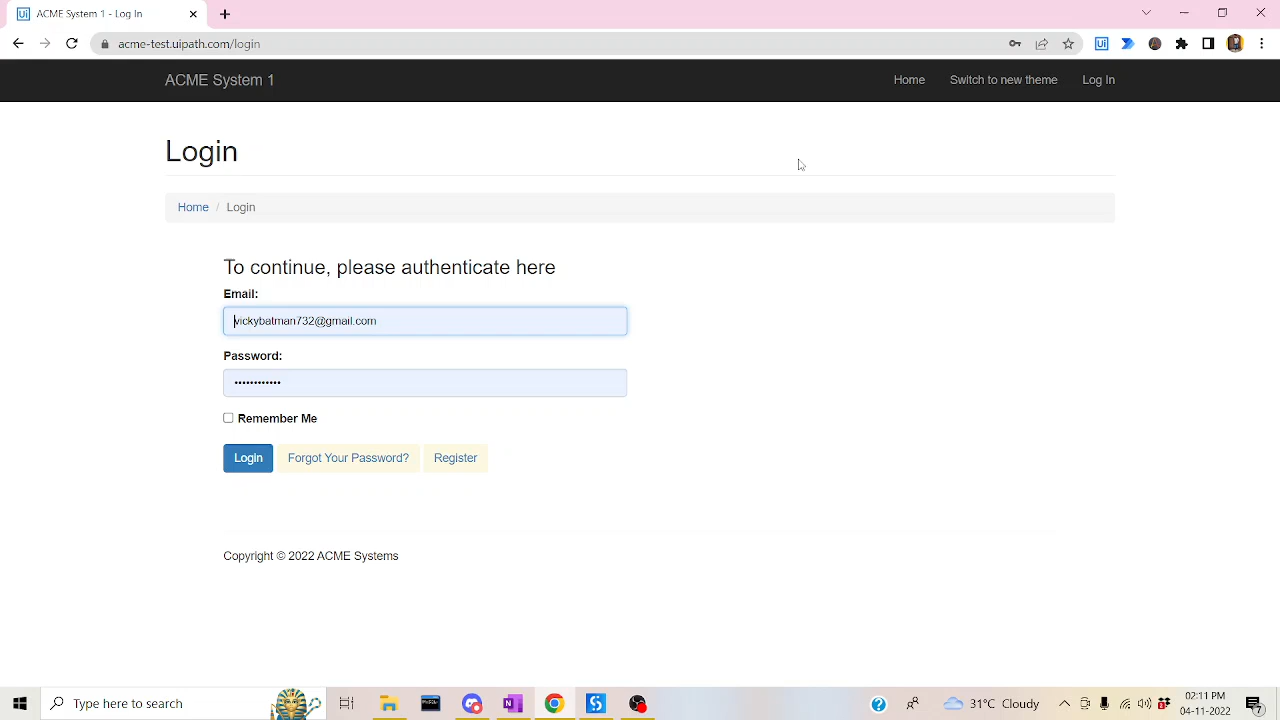 ACME System 1 - Log In
acme-test.uipath.com/login
ACME System 1
Home
Switch to new theme
Log In
Login
Home / Login
To continue, please authenticate here
Email:
vickybatman732@gmail.com
Password:
••••••••••••
Remember Me
Login
Forgot Your Password?
Register
Copyright © 2022 ACME Systems
Type here to search
31°C Cloudy
02:11 PM
04-11-2022
7